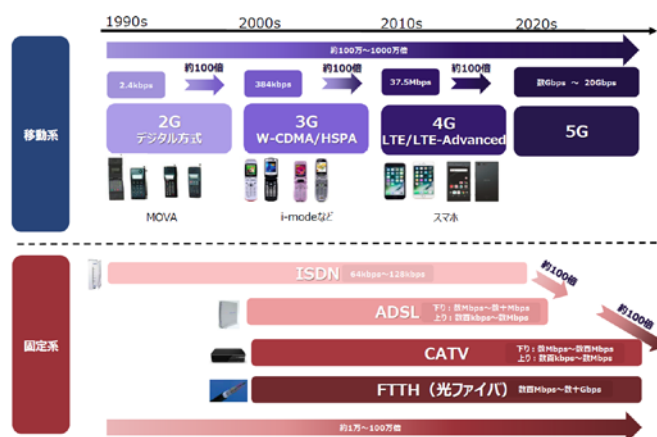 1990s 2000s 2010s 2020s
約100万~1000万倍
2.4kbps 約100倍 384kbps 約100倍 37.5Mbps 約100倍 数Gbps ~ 20Gbps
移動系
2G
デジタル方式
3G
W-CDMA/HSPA
4G
LTE/LTE-Advanced
5G
MOVA
i-modeなど
スマホ
固定系
ISDN 64kbps~128kbps
約100倍
ADSL 下り:数Mbps~数十Mbps
上り:数百kbps~数Mbps
約100倍
CATV 下り:数Mbps~数百Mbps
上り:数百kbps~数Mbps
FTTH(光ファイバ) 数百Mbps~数十Gbps
約1万~100万倍